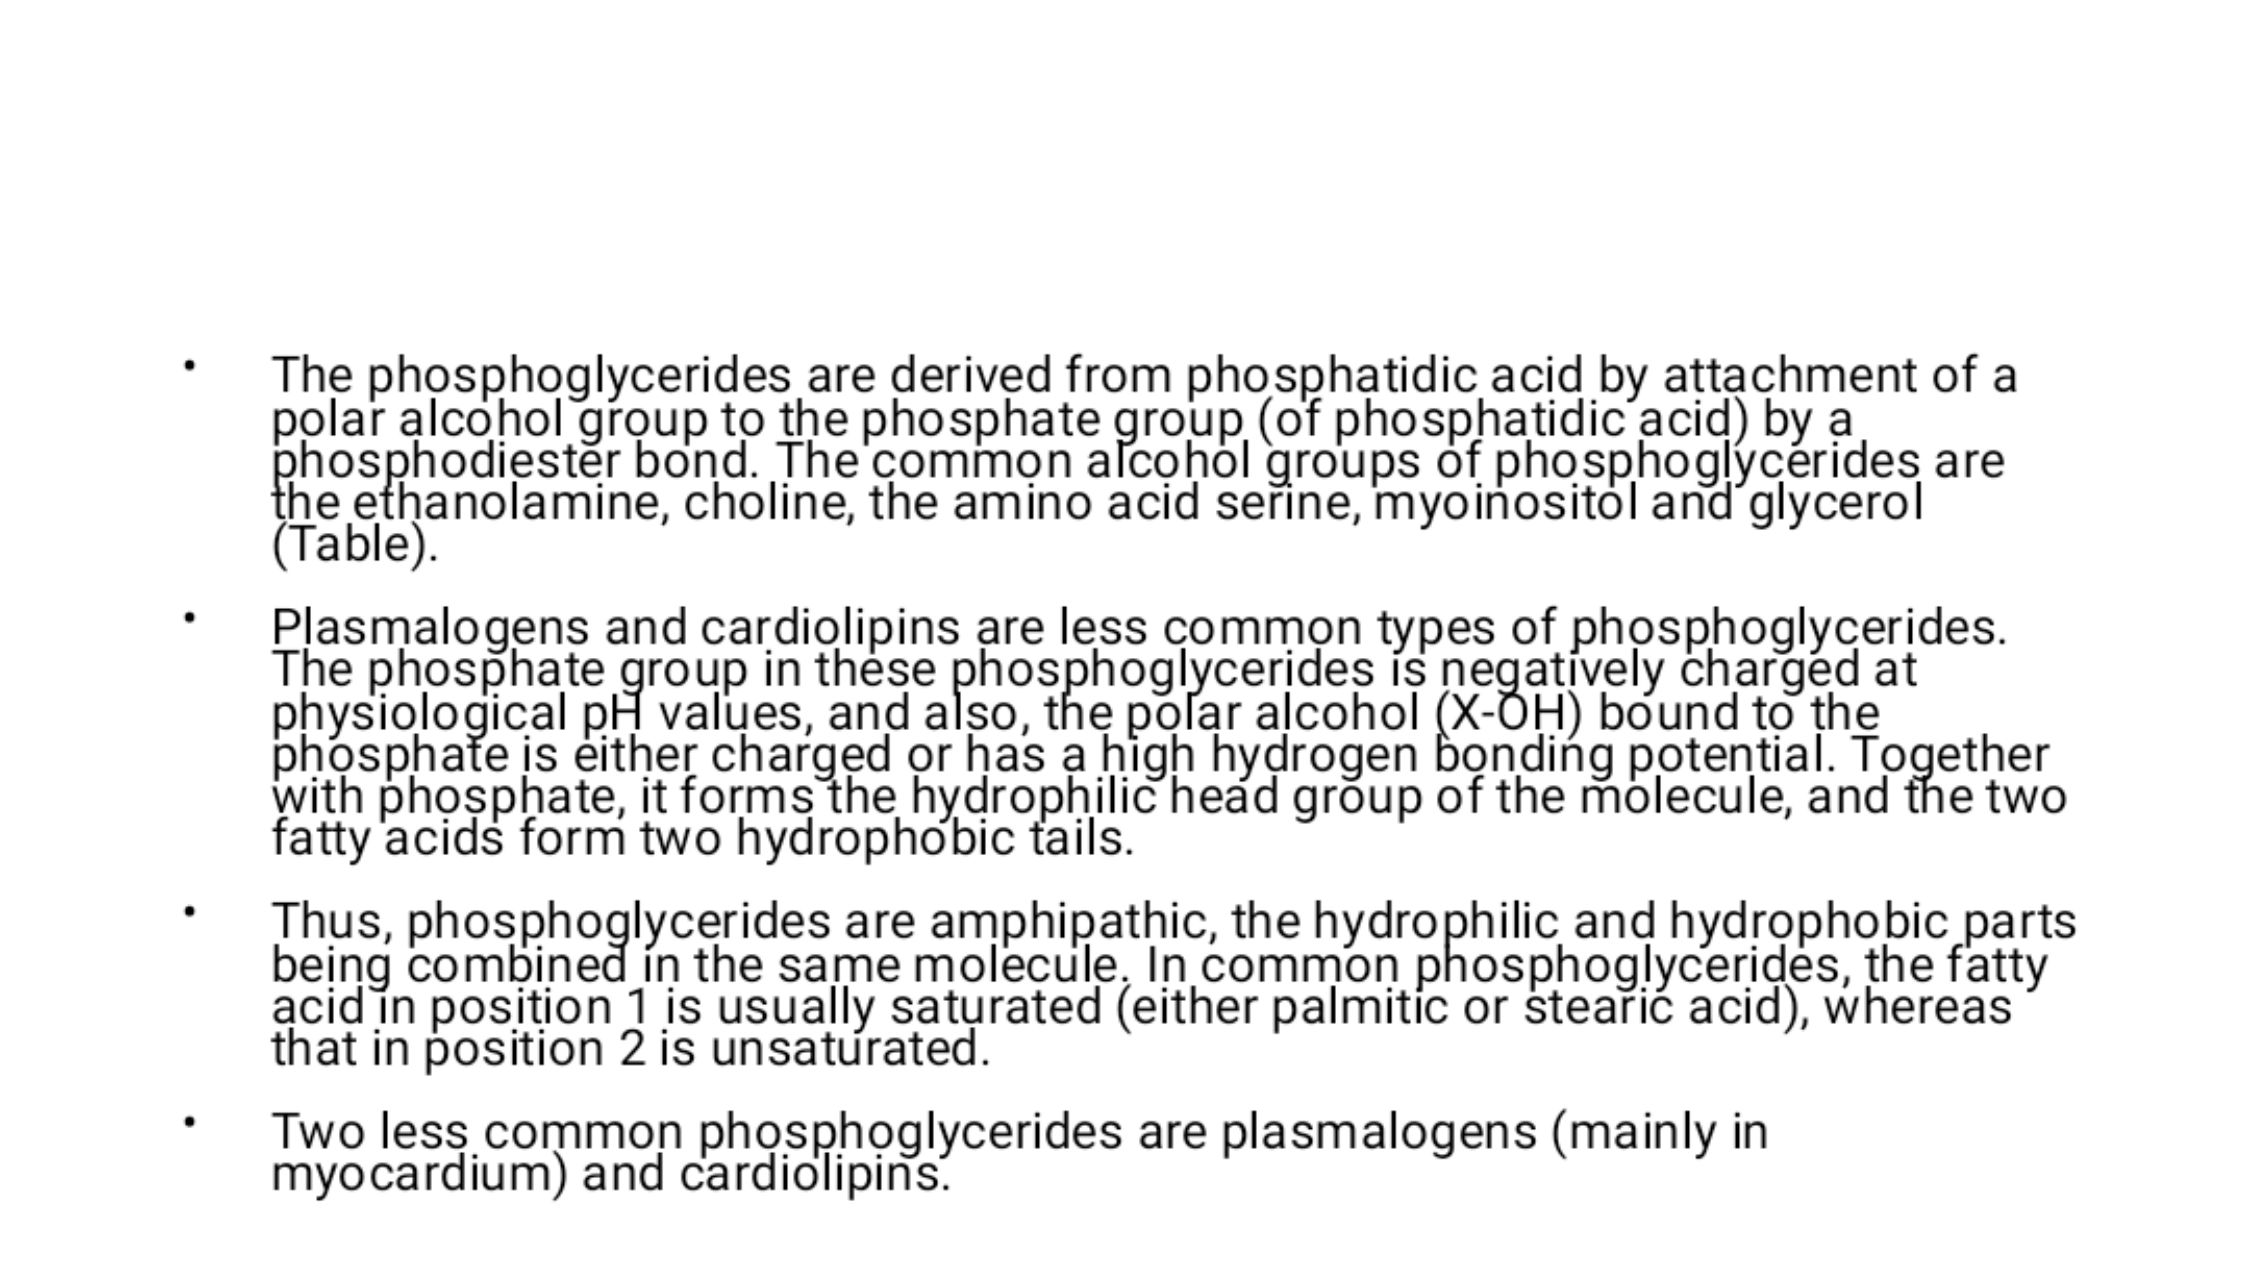 • The phosphoglycerides are derived from phosphatidic acid by attachment of a
polar alcohol group to the phosphate group (of phosphatidic acid) by a
phosphodiester bond. The common alcohol groups of phosphoglycerides are
the ethanolamine, choline, the amino acid serine, myoinositol and glycerol
(Table).
• Plasmalogens and cardiolipins are less common types of phosphoglycerides.
The phosphate group in these phosphoglycerides is negatively charged at
physiological pH values, and also, the polar alcohol (X-OH) bound to the
phosphate is either charged or has a high hydrogen bonding potential. Together
with phosphate, it forms the hydrophilic head group of the molecule, and the two
fatty acids form two hydrophobic tails.
• Thus, phosphoglycerides are amphipathic, the hydrophilic and hydrophobic parts
being combined in the same molecule. In common phosphoglycerides, the fatty
acid in position 1 is usually saturated (either palmitic or stearic acid), whereas
that in position 2 is unsaturated.
• Two less common phosphoglycerides are plasmalogens (mainly in
myocardium) and cardiolipins.